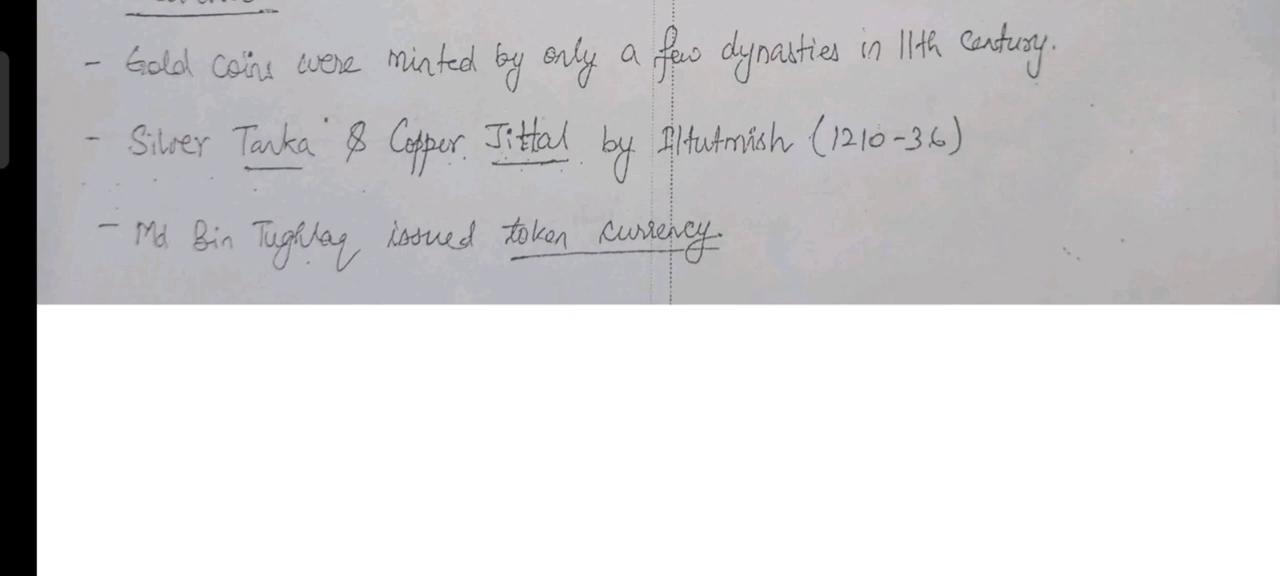 - Gold coins were minted by only a few dynasties in 11th Century.
- Silver Tanka & Copper Jittal by Iltutmish (1210-36)
- Md Bin Tughlaq issued token currency.